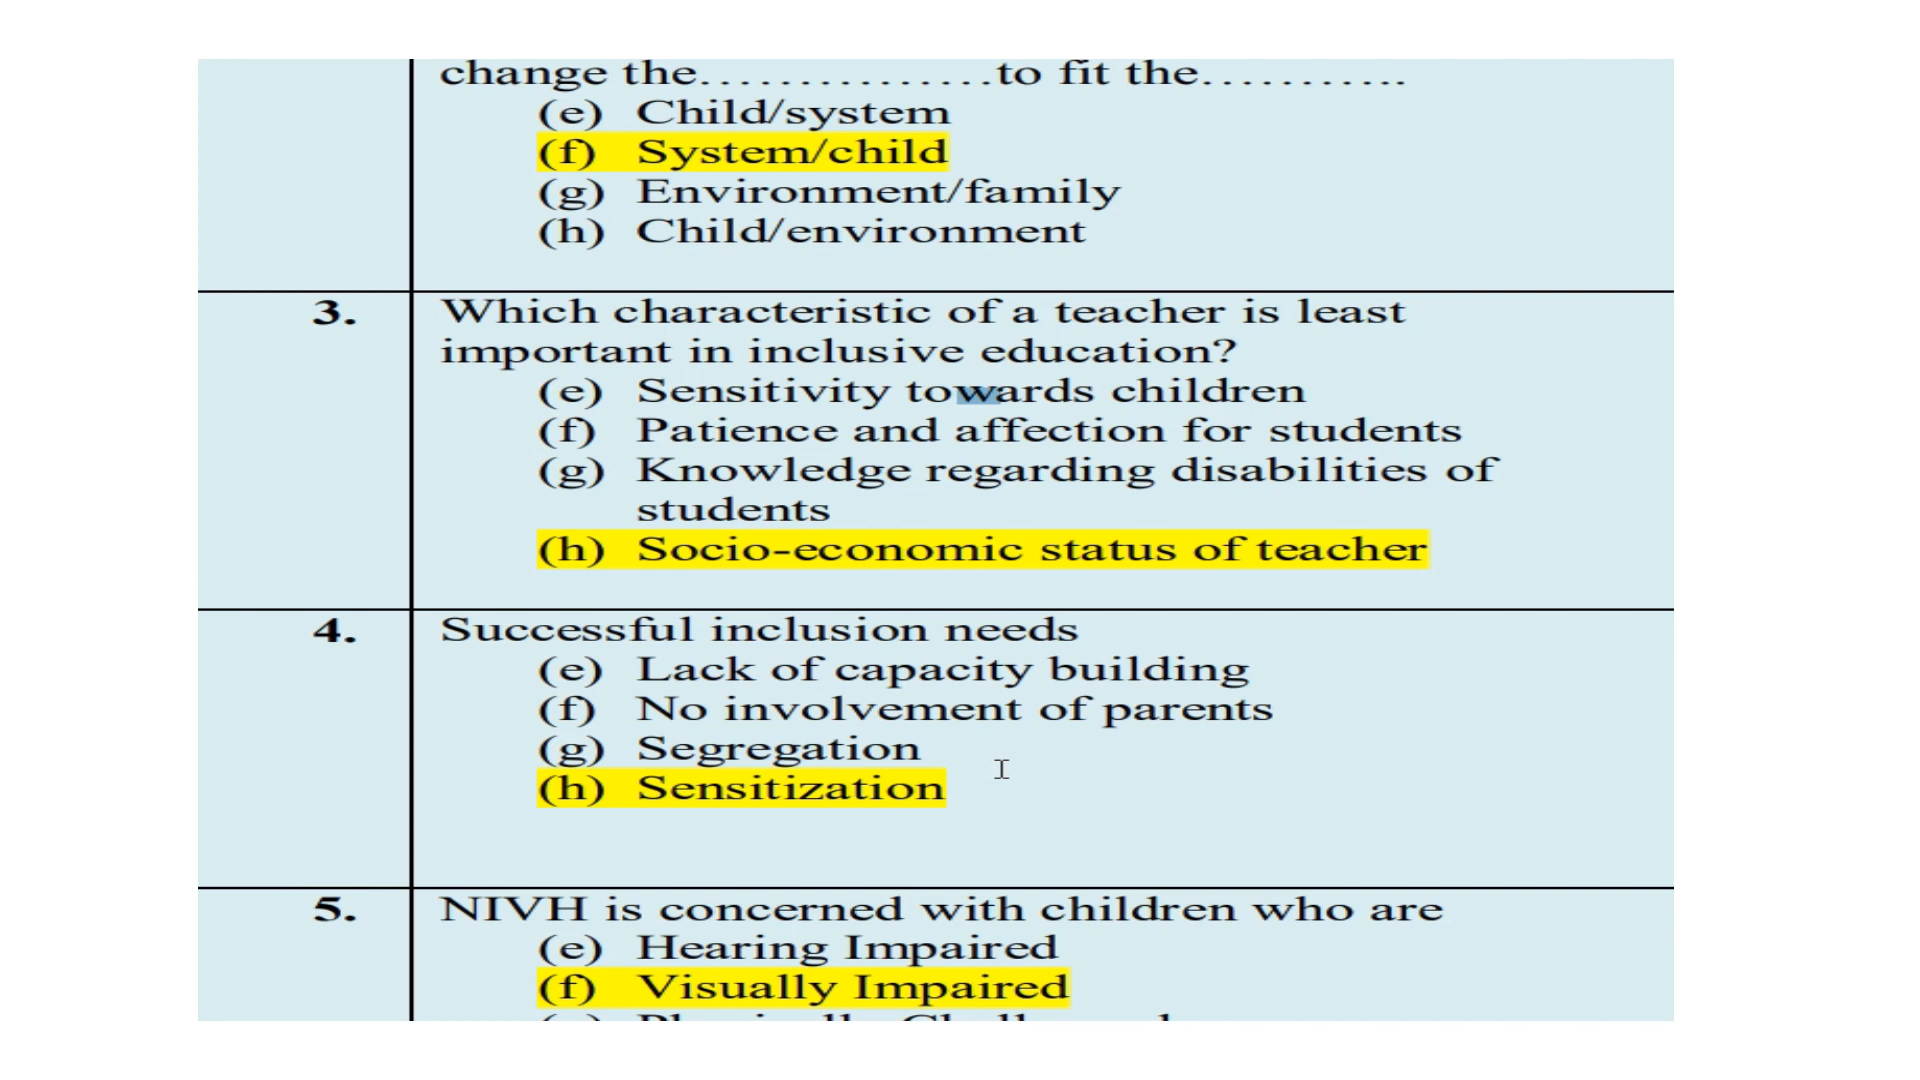 change the……………to fit the………..
(e) Child/system
(f) System/child
(g) Environment/family
(h) Child/environment
3. Which characteristic of a teacher is least
important in inclusive education?
(e) Sensitivity towards children
(f) Patience and affection for students
(g) Knowledge regarding disabilities of
students
(h) Socio-economic status of teacher
4. Successful inclusion needs
(e) Lack of capacity building
(f) No involvement of parents
(g) Segregation
(h) Sensitization
5. NIVH is concerned with children who are
(e) Hearing Impaired
(f) Visually Impaired